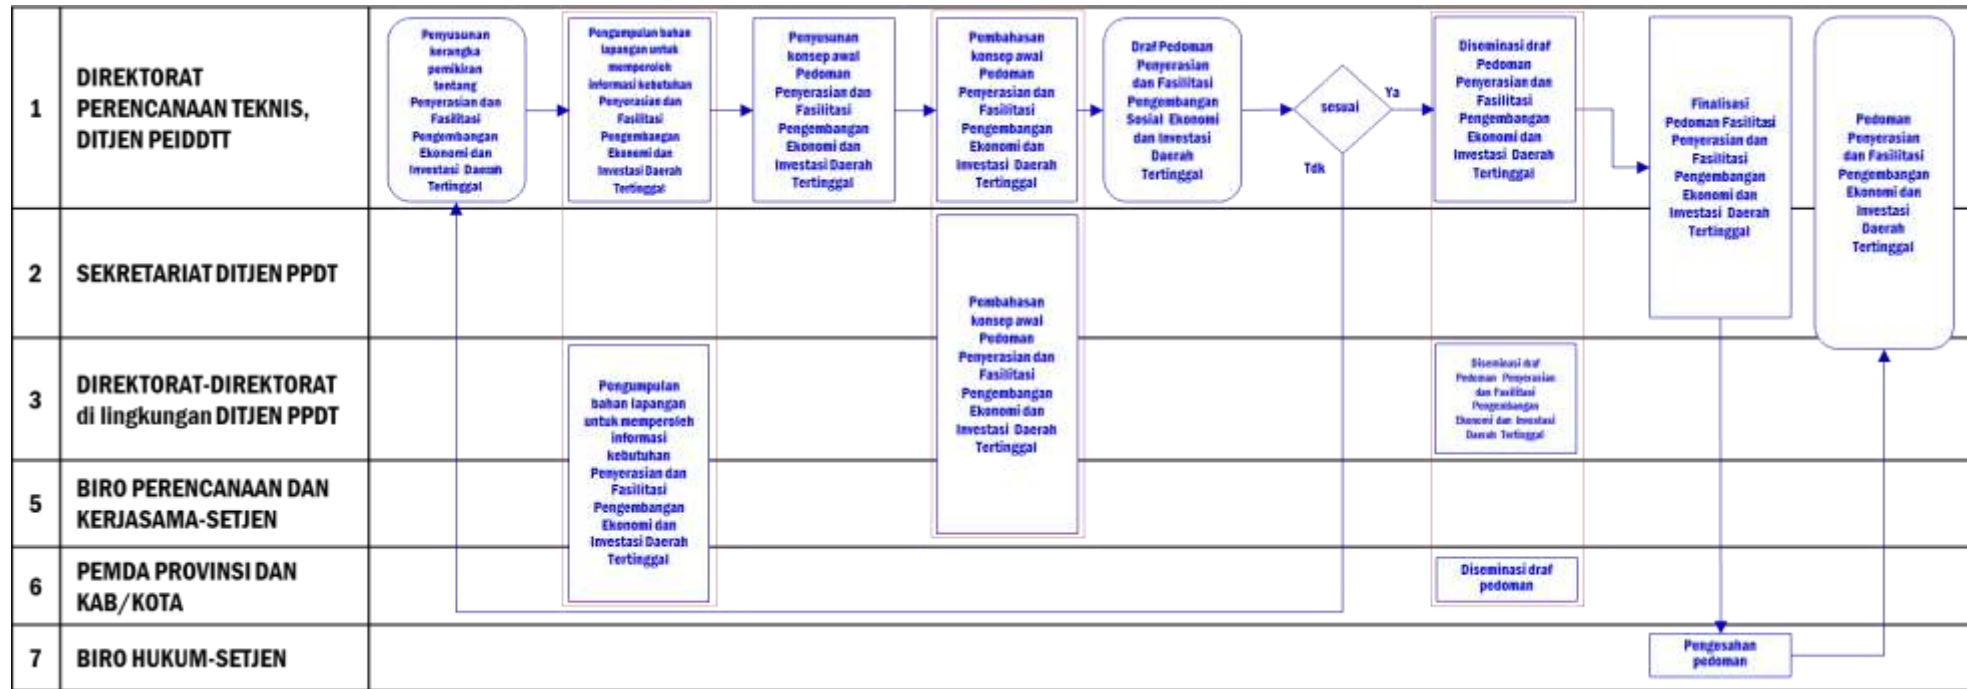 1
DIREKTORAT
PERENCANAAN TEKNIS,
DITJEN PEIDDTT
Penyusunan
kerangka
pemikiran
tentang
Penyerasian dan
Fasilitasi
Pengembangan
Ekonomi dan
Investasi Daerah
Tertinggal
Pengumpulan bahan
lapangan untuk
memperoleh
informasi kebutuhan
Penyerasian dan
Fasilitasi
Pengembangan
Ekonomi dan
Investasi Daerah
Tertinggal
Penyusunan
konsep awal
Pedoman
Penyerasian dan
Fasilitasi
Pengembangan
Ekonomi dan
Investasi Daerah
Tertinggal
Pembahasan
konsep awal
Pedoman
Penyerasian dan
Fasilitasi
Pengembangan
Ekonomi dan
Investasi Daerah
Tertinggal
Draf Pedoman
Penyerasian
dan Fasilitasi
Pengembangan
Sosial Ekonomi
dan Investasi
Daerah
Tertinggal
sesuai
Ya
Tdk
Diseminasi draf
Pedoman
Penyerasian dan
Fasilitasi
Pengembangan
Ekonomi dan
Investasi Daerah
Tertinggal
Finalisasi
Pedoman Fasilitasi
Penyerasian dan
Fasilitasi
Pengembangan
Ekonomi dan
Investasi Daerah
Tertinggal
Pedoman
Penyerasian
dan Fasilitasi
Pengembangan
Ekonomi dan
Investasi
Daerah
Tertinggal
2
SEKRETARIAT DITJEN PPDT
Pembahasan
konsep awal
Pedoman
Penyerasian dan
Fasilitasi
Pengembangan
Ekonomi dan
Investasi Daerah
Tertinggal
3
DIREKTORAT-DIREKTORAT
di lingkungan DITJEN PPDT
Pengumpulan
bahan lapangan
untuk memperoleh
informasi
kebutuhan
Penyerasian dan
Fasilitasi
Pengembangan
Ekonomi dan
Investasi Daerah
Tertinggal
Diseminasi draf
Pedoman Penyerasian
dan Fasilitasi
Pengembangan
Ekonomi dan Investasi
Daerah Tertinggal
5
BIRO PERENCANAAN DAN
KERJASAMA-SETJEN
6
PEMDA PROVINSI DAN
KAB/KOTA
Diseminasi draf
pedoman
7
BIRO HUKUM-SETJEN
Pengesahan
pedoman